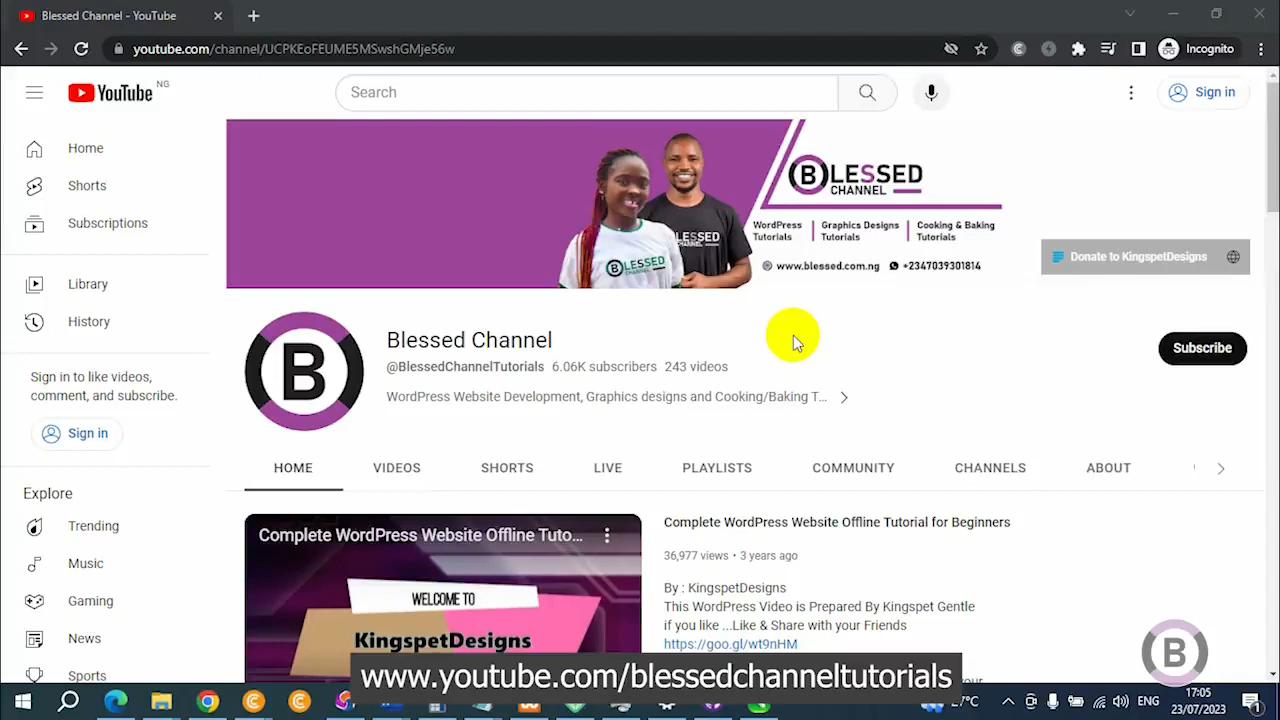 Blessed Channel - YouTube
youtube.com/channel/UCPKEoFEUME5MSwshGMje56w
Incognito
YouTube NG
Search
Sign in
Home
Shorts
Subscriptions
Library
History
Sign in to like videos,
comment, and subscribe.
Sign in
Explore
Trending
Music
Gaming
News
Sports
BLESSED
CHANNEL
WordPress
Tutorials
Graphics Designs
Tutorials
Cooking & Baking
Tutorials
www.blessed.com.ng
+2347039301814
BLESSED
CHANNEL
BLESSED
CHANNEL
Donate to KingspetDesigns
B
Blessed Channel
@BlessedChannelTutorials 6.06K subscribers 243 videos
WordPress Website Development, Graphics designs and Cooking/Baking T...
Subscribe
HOME VIDEOS SHORTS LIVE PLAYLISTS COMMUNITY CHANNELS ABOUT
Complete WordPress Website Offline Tuto...
WELCOME TO
KingspetDesigns
Complete WordPress Website Offline Tutorial for Beginners
36,977 views • 3 years ago
By : KingspetDesigns
This WordPress Video is Prepared By Kingspet Gentle
if you like ...Like & Share with your Friends
https://goo.gl/wt9nHM
www.youtube.com/blessedchanneltutorials
B
17:05
ENG
23/07/2023